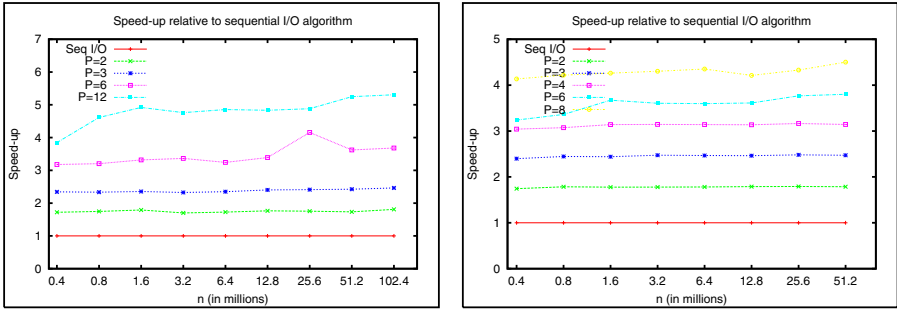 Speed-up relative to sequential I/O algorithm
7
6
5
4
3
2
1
0
Speed-up
Seq I/O
P=2
P=3
P=6
P=12
0.4 0.8 1.6 3.2 6.4 12.8 25.6 51.2 102.4
n (in millions)
Speed-up relative to sequential I/O algorithm
5
4
3
2
1
0
Speed-up
Seq I/O
P=2
P=3
P=4
P=6
P=8
0.4 0.8 1.6 3.2 6.4 12.8 25.6 51.2
n (in millions)